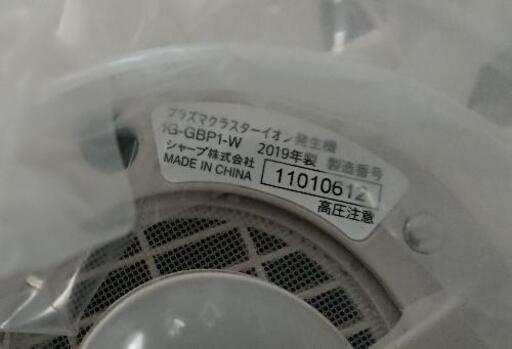 プラズマクラスターイオン発生機
IG-GBP1-W 2019年製 製造番号
シャープ株式会社 11010612
MADE IN CHINA
高圧注意